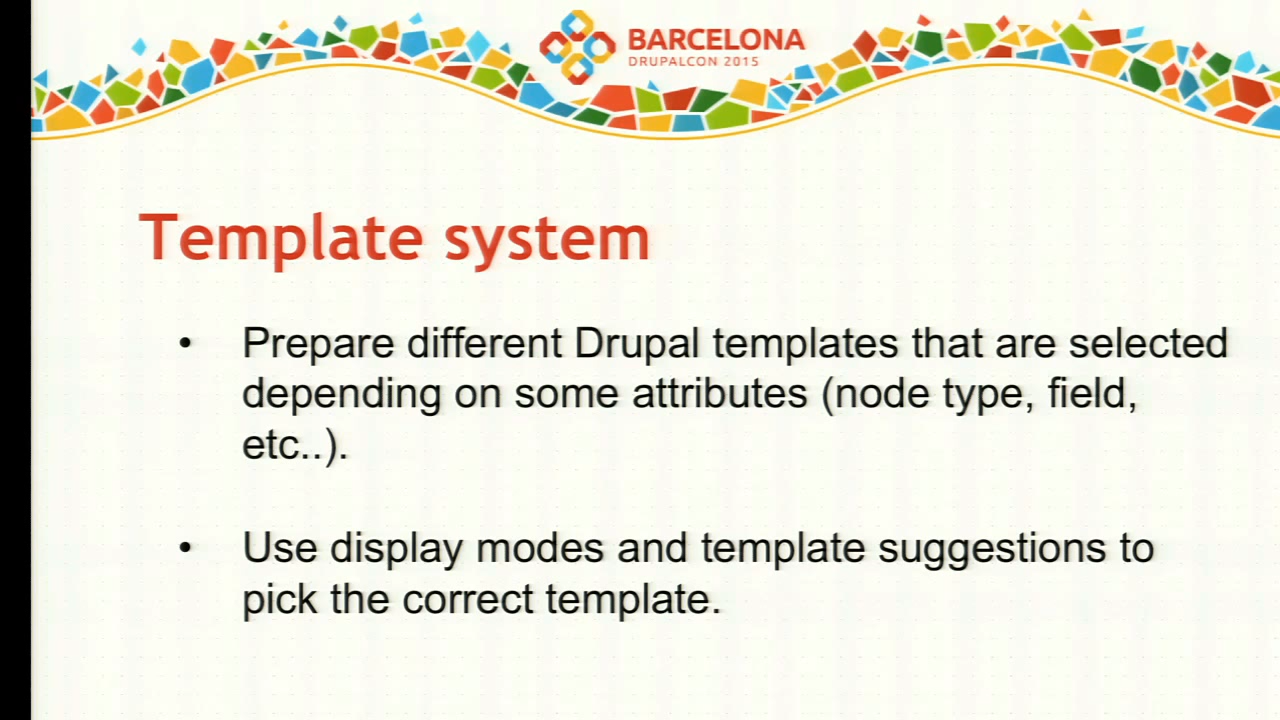 BARCELONA
DRUPALCON 2015
Template system
• Prepare different Drupal templates that are selected
depending on some attributes (node type, field,
etc..).
• Use display modes and template suggestions to
pick the correct template.